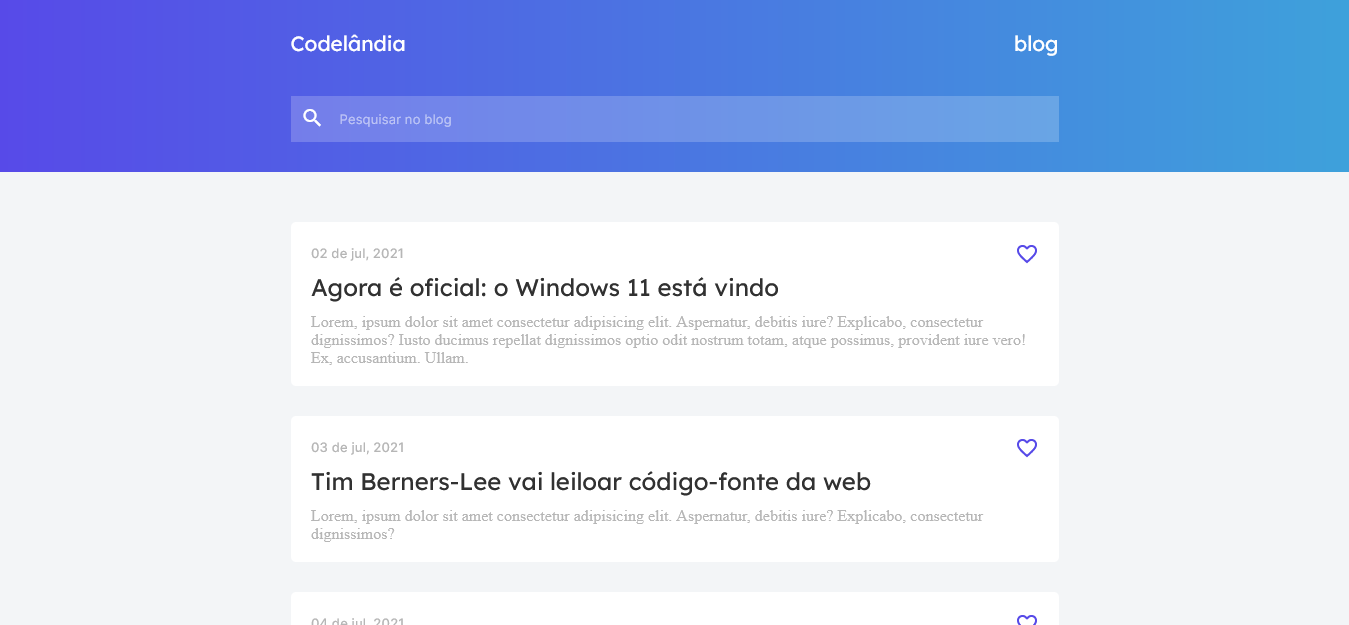 Codelândia
blog
Pesquisar no blog
02 de jul, 2021
Agora é oficial: o Windows 11 está vindo
Lorem, ipsum dolor sit amet consectetur adipisicing elit. Aspernatur, debitis iure? Explicabo, consectetur
dignissimos? Iusto ducimus repellat dignissimos optio odit nostrum totam, atque possimus, provident iure vero!
Ex, accusantium. Ullam.
03 de jul, 2021
Tim Berners-Lee vai leiloar código-fonte da web
Lorem, ipsum dolor sit amet consectetur adipisicing elit. Aspernatur, debitis iure? Explicabo, consectetur
dignissimos?
04 de jul, 2021